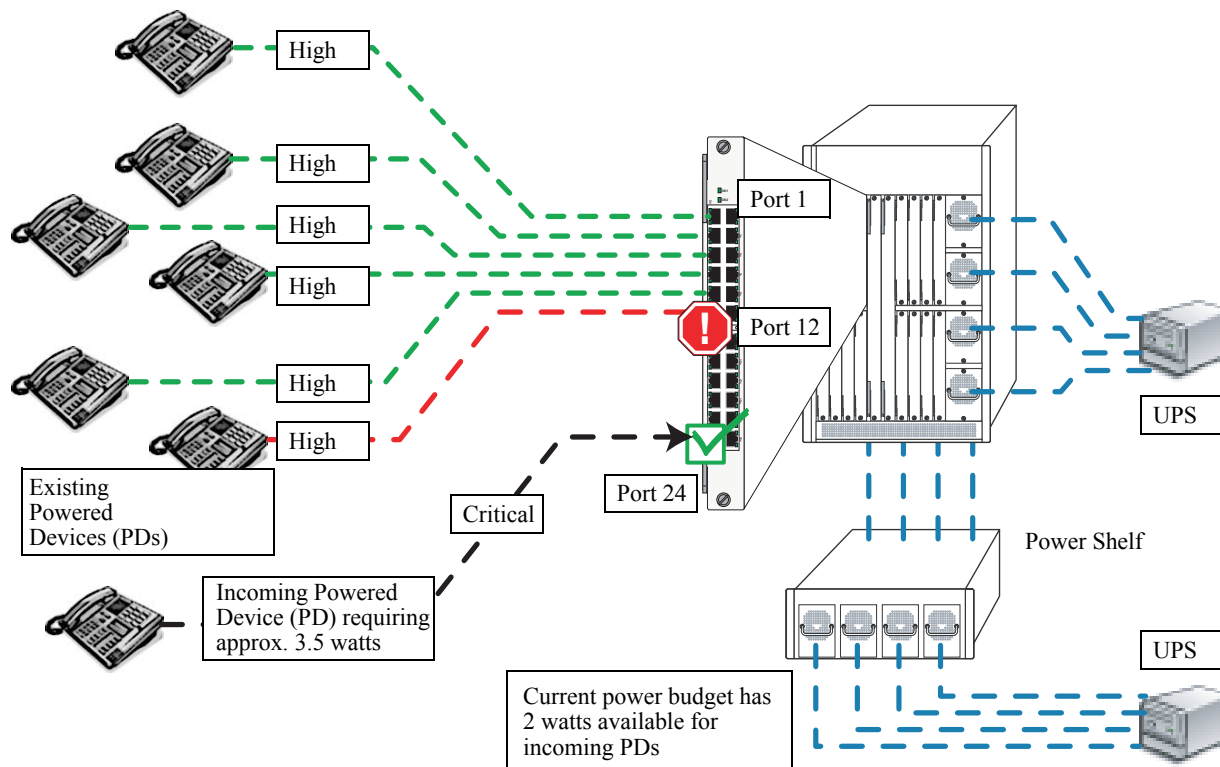 High
High
High
High
High
High
Port 1
Port 12
Port 24
Existing
Powered
Devices (PDs)
Critical
Incoming Powered
Device (PD) requiring
approx. 3.5 watts
UPS
Power Shelf
UPS
Current power budget has
2 watts available for
incoming PDs